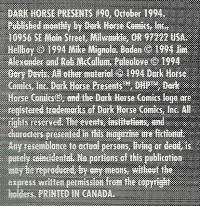 DARK HORSE PRESENTS #90, October 1994.
Published monthly by Dark Horse Comics, Inc.,
10956 SE Main Street, Milwaukie, OR 97222 USA.
Hellboy © 1994 Mike Mignola. Baden © 1994 Jim
Alexander and Rob McCallum. Paleolove © 1994
Gary Davis. All other material © 1994 Dark Horse
Comics, Inc. Dark Horse Presents™, DHP™, Dark
Horse Comics®, and the Dark Horse Comics logo are
registered trademarks of Dark Horse Comics, Inc. All
rights reserved. The events, institutions, and
characters presented in this magazine are fictional.
Any resemblance to actual persons, living or dead, is
purely coincidental. No portions of this publication
may be reproduced, by any means, without the
express written permission from the copyright
holders. PRINTED IN CANADA.